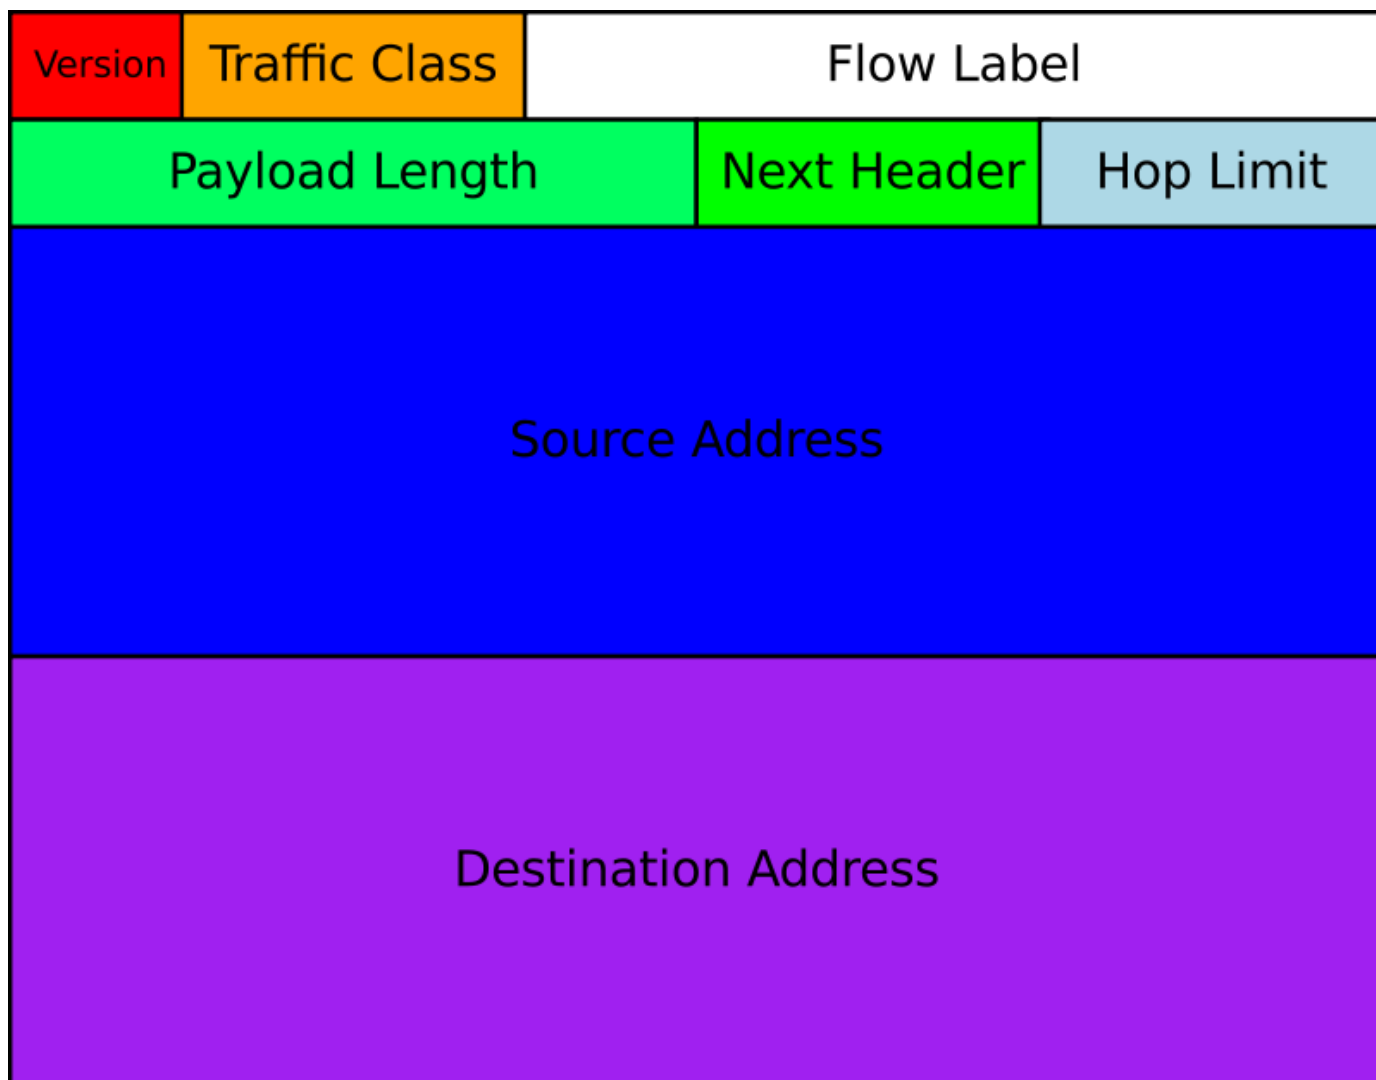 Version Traffic Class Flow Label
Payload Length Next Header Hop Limit
Source Address
Destination Address